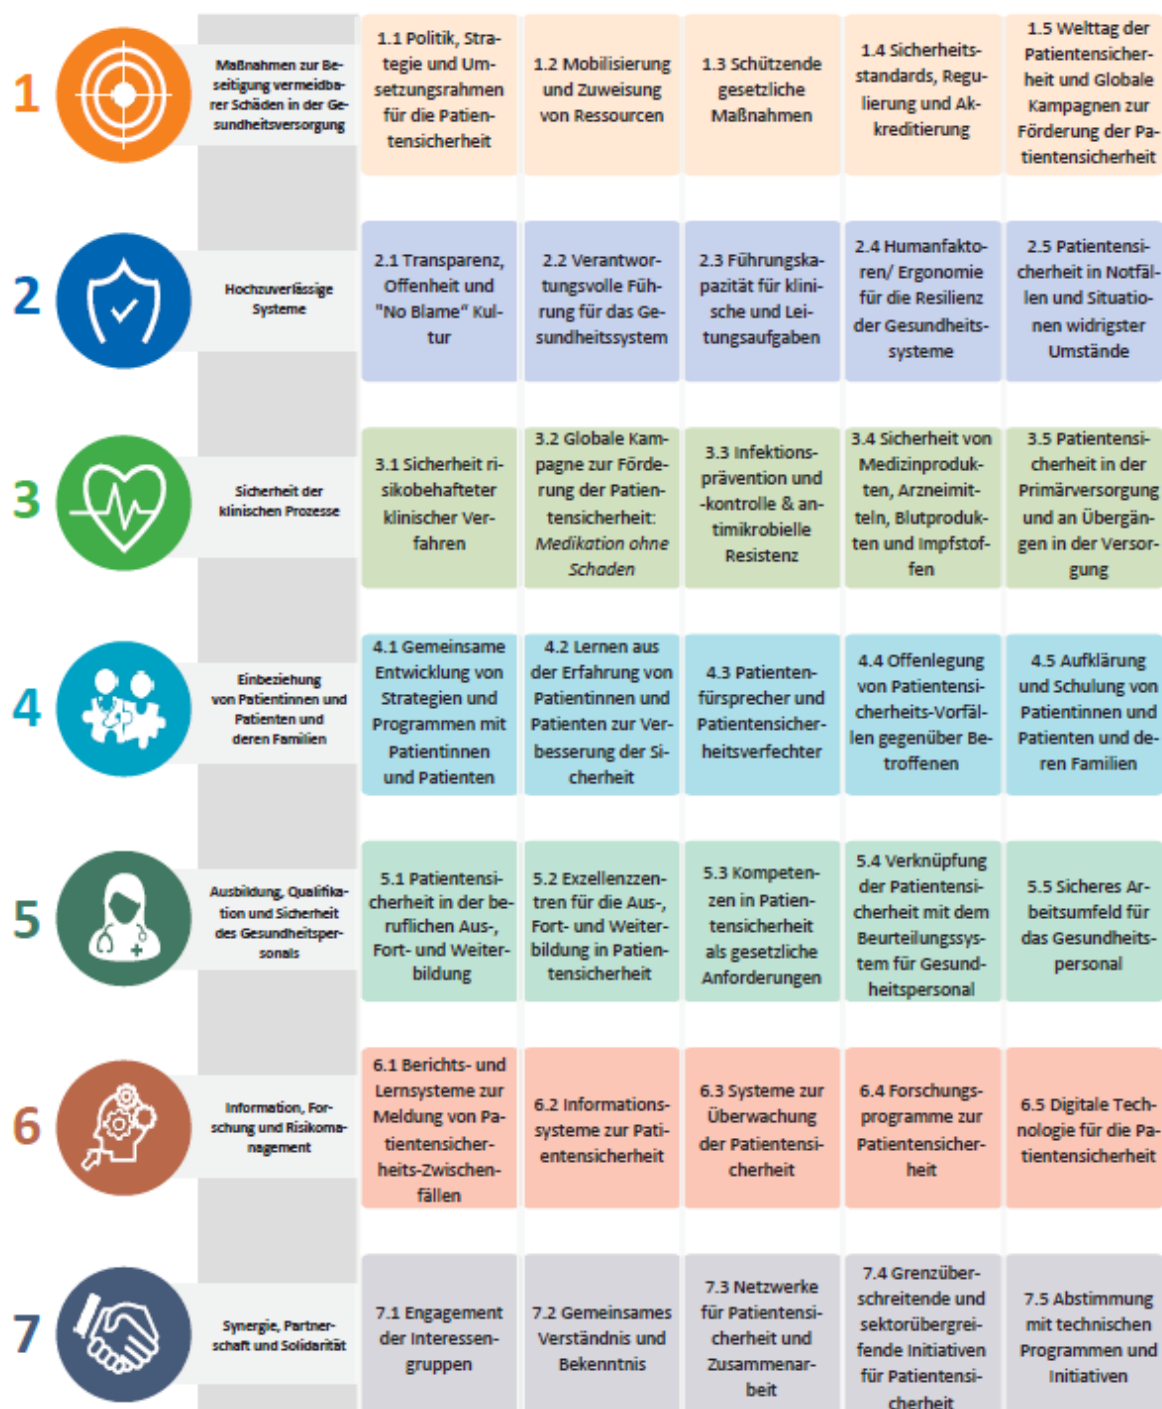 1
Maßnahmen zur Be-
seitigung vermeidba-
rer Schäden in der Ge-
sundheitsversorgung
1.1 Politik, Stra-
tegie und Um-
setzungsrahmen
für die Patien-
tensicherheit
1.2 Mobilisierung
und Zuweisung
von Ressourcen
1.3 Schützende
gesetzliche
Maßnahmen
1.4 Sicherheits-
standards, Regu-
lierung und Ak-
kreditierung
1.5 Welttag der
Patientensicher-
heit und Globale
Kampagnen zur
Förderung der Pa-
tientensicherheit
2
Hochzuverlässige
Systeme
2.1 Transparenz,
Offenheit und
"No Blame“ Kul-
tur
2.2 Verantwor-
tungsvolle Füh-
rung für das Ge-
sundheitssystem
2.3 Führungska-
pazität für klini-
sche und Lei-
tungsaufgaben
2.4 Humanfakto-
ren/ Ergonomie
für die Resilienz
der Gesundheits-
systeme
2.5 Patientensi-
cherheit in Notfäl-
len und Situatio-
nen widrigster
Umstände
3
Sicherheit der
klinischen Prozesse
3.1 Sicherheit ri-
sikobehafteter
klinischer Ver-
fahren
3.2 Globale Kam-
pagne zur Förde-
rung der Patien-
tensicherheit:
Medikation ohne
Schaden
3.3 Infektions-
prävention und
-kontrolle & an-
timikrobielle
Resistenz
3.4 Sicherheit von
Medizinproduk-
ten, Arzneimit-
teln, Blutproduk-
ten und Impfstof-
fen
3.5 Patientensi-
cherheit in der
Primärversorgung
und an Übergän-
gen in der Versor-
gung
4
Einbeziehung
von Patientinnen und
Patienten und
deren Familien
4.1 Gemeinsame
Entwicklung von
Strategien und
Programmen mit
Patientinnen
und Patienten
4.2 Lernen aus
der Erfahrung von
Patientinnen und
Patienten zur Ver-
besserung der Si-
cherheit
4.3 Patienten-
fürsprecher und
Patientensicher-
heitsverfechter
4.4 Offenlegung
von Patientensi-
cherheits-Vorfäl-
len gegenüber Be-
troffenen
4.5 Aufklärung
und Schulung von
Patientinnen und
Patienten und de-
ren Familien
5
Ausbildung, Qualifika-
tion und Sicherheit
des Gesundheitsper-
sonals
5.1 Patientensi-
cherheit in der be-
ruflichen Aus-,
Fort- und Weiter-
bildung
5.2 Exzellenzzen-
tren für die Aus-,
Fort- und Weiter-
bildung in Patien-
tensicherheit
5.3 Kompeten-
zen in Patien-
tensicherheit
als gesetzliche
Anforderungen
5.4 Verknüpfung
der Patientensi-
cherheit mit dem
Beurteilungssys-
tem für Gesund-
heitspersonal
5.5 Sicheres Ar-
beitsumfeld für
das Gesundheits-
personal
6
Information, For-
schung und Risikoma-
nagement
6.1 Berichts- und
Lernsysteme zur
Meldung von Pa-
tientensicher-
heits-Zwischen-
fällen
6.2 Informations-
systeme zur Pati-
entensicherheit
6.3 Systeme zur
Überwachung
der Patientensi-
cherheit
6.4 Forschungs-
programme zur
Patientensicher-
heit
6.5 Digitale Tech-
nologie für die Pa-
tientensicherheit
7
Synergie, Partner-
schaft und Solidarität
7.1 Engagement
der Interessen-
gruppen
7.2 Gemeinsames
Verständnis und
Bekenntnis
7.3 Netzwerke
für Patientensi-
cherheit und
Zusammenar-
beit
7.4 Grenzüber-
schreitende und
sektorübergrei-
fende Initiativen
für Patientensi-
cherheit
7.5 Abstimmung
mit technischen
Programmen und
Initiativen